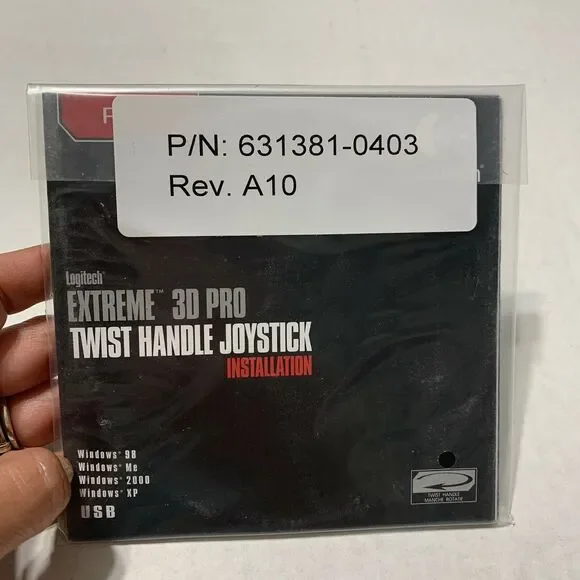 P/N: 631381-0403
Rev. A10
Logitech®
EXTREME™ 3D PRO
TWIST HANDLE JOYSTICK
INSTALLATION
Windows® 98
Windows® Me
Windows® 2000
Windows® XP
USB
TWIST HANDLE
MANCHE ROTATIF